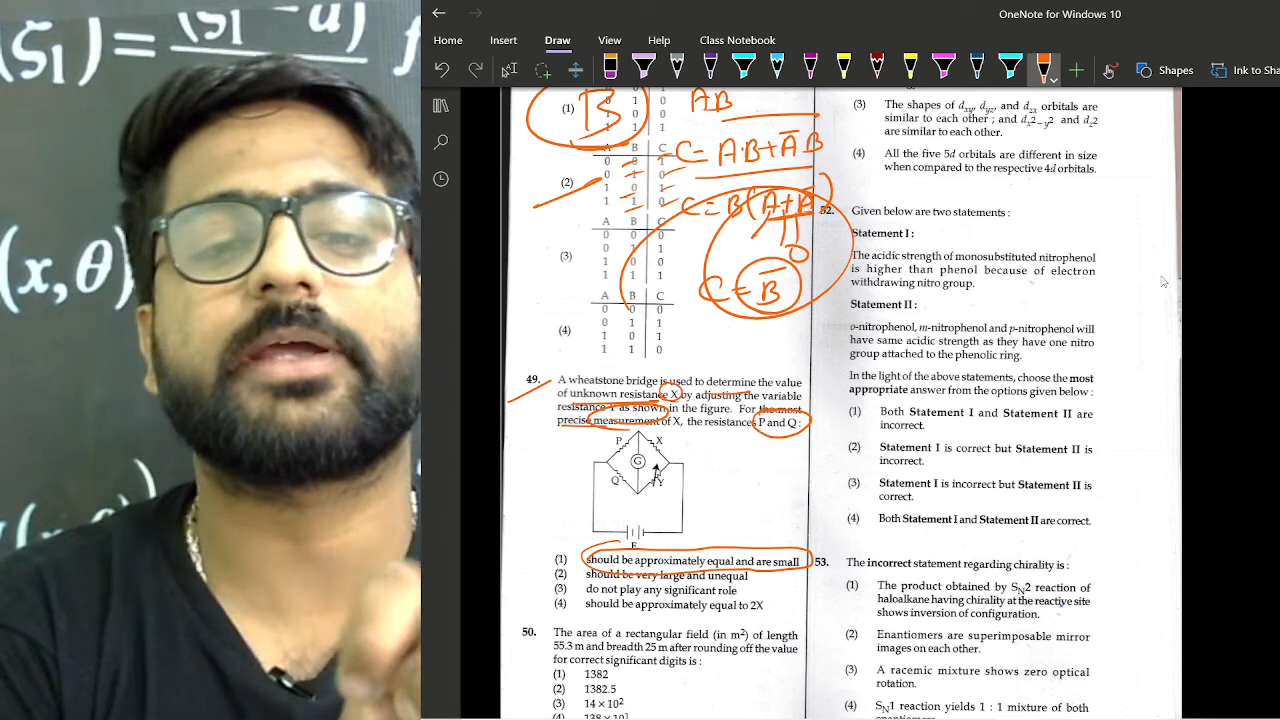 (ζ1) = (ζ1 - a) f
(x, θ)
OneNote for Windows 10
Home Insert Draw View Help Class Notebook
Shapes Ink to Sha
(1)
0 1 0
1 0 0
1 1 1
B
AB
C = A·B + A̅B
C = B(A+A̅)
0
C = B̅
A B C
0 0 1
(2)
0 1 0
1 0 1
1 1 0
A B C
0 0 0
0 1 1
(3)
1 0 0
1 1 1
A B C
0 0 0
0 1 1
(4)
1 0 1
1 1 0
49. A wheatstone bridge is used to determine the value
of unknown resistance X by adjusting the variable
resistance Y as shown in the figure. For the most
precise measurement of X, the resistances P and Q :
P X
G
Q Y
E
(1) should be approximately equal and are small
(2) should be very large and unequal
(3) do not play any significant role
(4) should be approximately equal to 2X
50. The area of a rectangular field (in m²) of length
55.3 m and breadth 25 m after rounding off the value
for correct significant digits is :
(1) 1382
(2) 1382.5
(3) 14 × 10²
(4) 138 × 10¹
(3) The shapes of dxy, dyz, and dzx orbitals are
similar to each other ; and dx²−y² and dz²
are similar to each other.
(4) All the five 5d orbitals are different in size
when compared to the respective 4d orbitals.
52. Given below are two statements :
Statement I :
The acidic strength of monosubstituted nitrophenol
is higher than phenol because of electron
withdrawing nitro group.
Statement II :
o-nitrophenol, m-nitrophenol and p-nitrophenol will
have same acidic strength as they have one nitro
group attached to the phenolic ring.
In the light of the above statements, choose the most
appropriate answer from the options given below :
(1) Both Statement I and Statement II are
incorrect.
(2) Statement I is correct but Statement II is
incorrect.
(3) Statement I is incorrect but Statement II is
correct.
(4) Both Statement I and Statement II are correct.
53. The incorrect statement regarding chirality is :
(1) The product obtained by SN2 reaction of
haloalkane having chirality at the reactive site
shows inversion of configuration.
(2) Enantiomers are superimposable mirror
images on each other.
(3) A racemic mixture shows zero optical
rotation.
(4) SN1 reaction yields 1 : 1 mixture of both